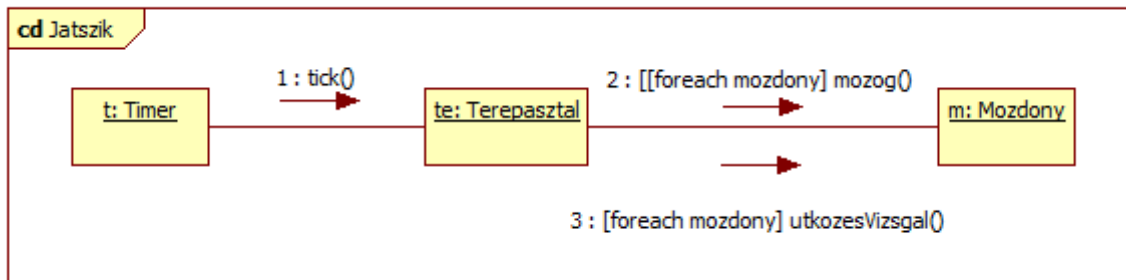 cd Jatszik
1 : tick()
2 : [[foreach mozdony] mozog()
t: Timer
te: Terepasztal
m: Mozdony
3 : [foreach mozdony] utkozesVizsgal()